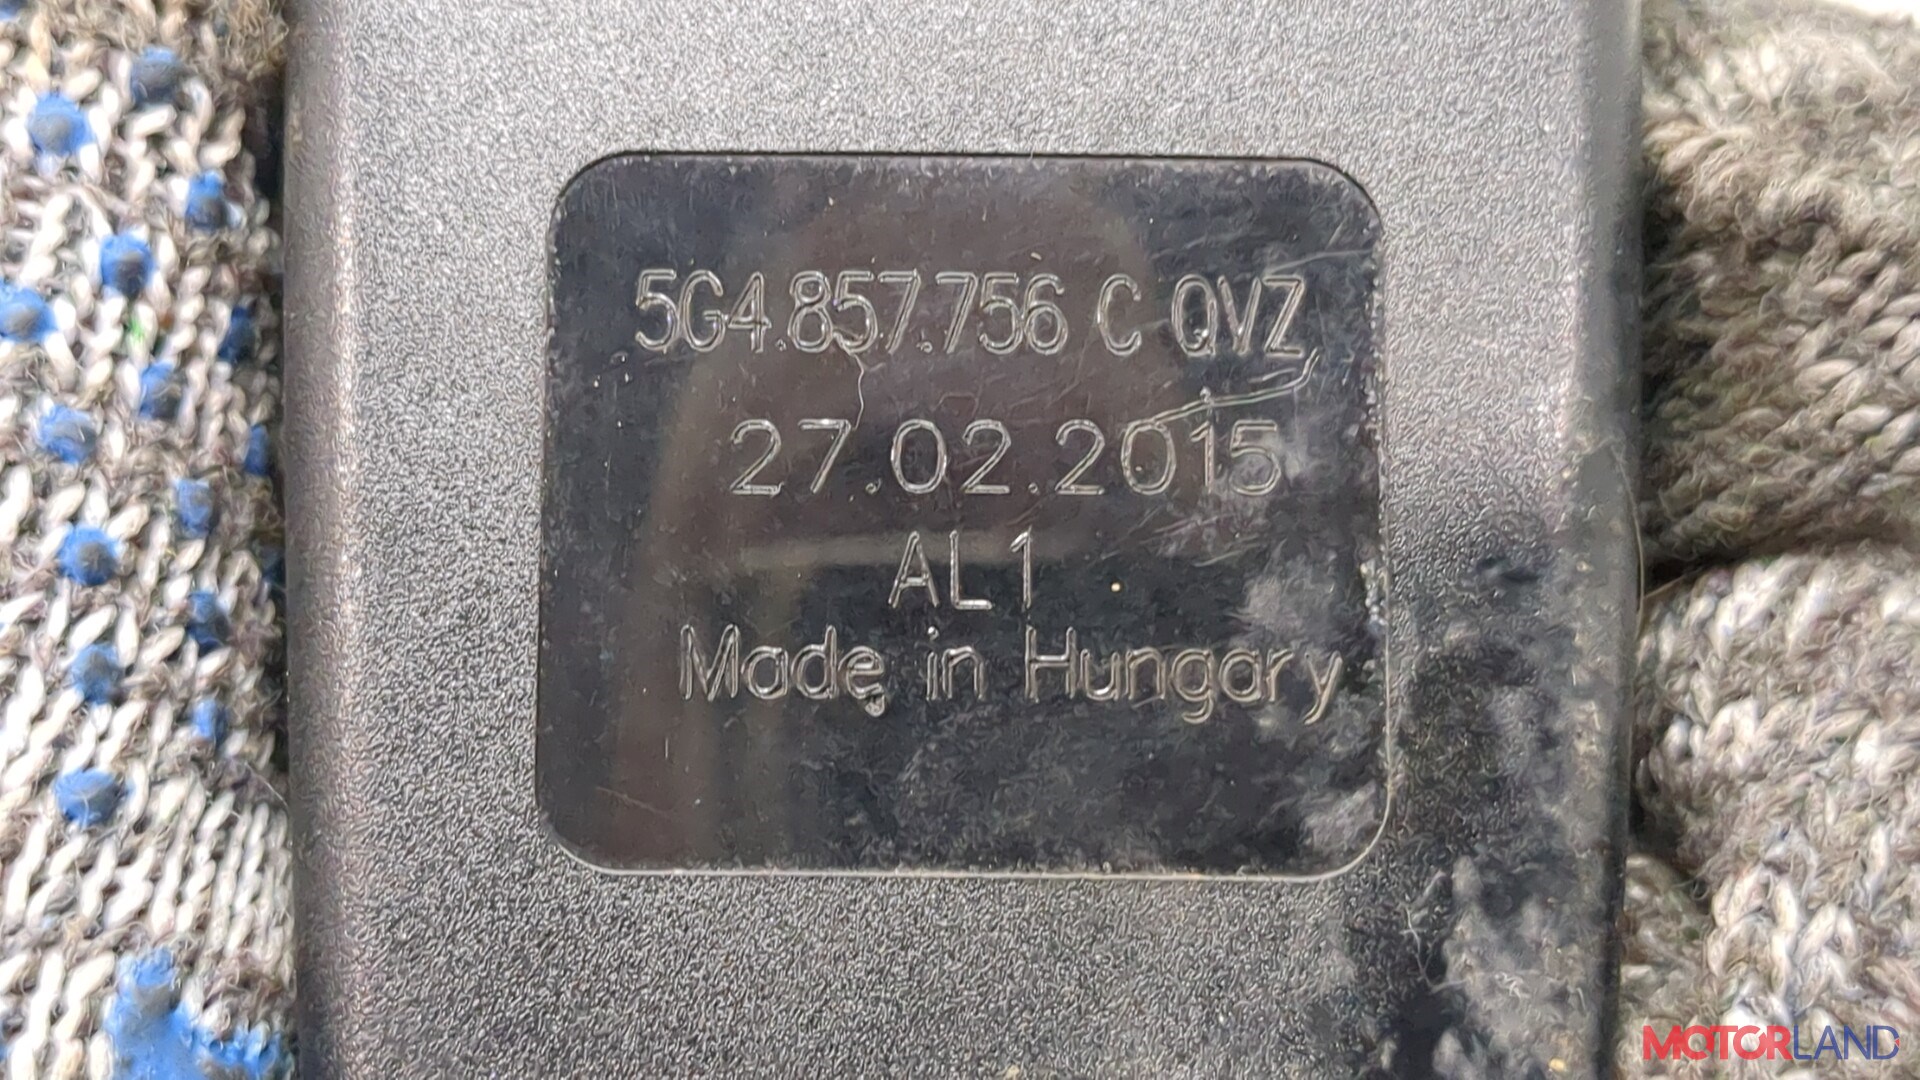 5G4.857.756 C QVZ
27.02.2015
AL1
Made in Hungary
MOTORLAND